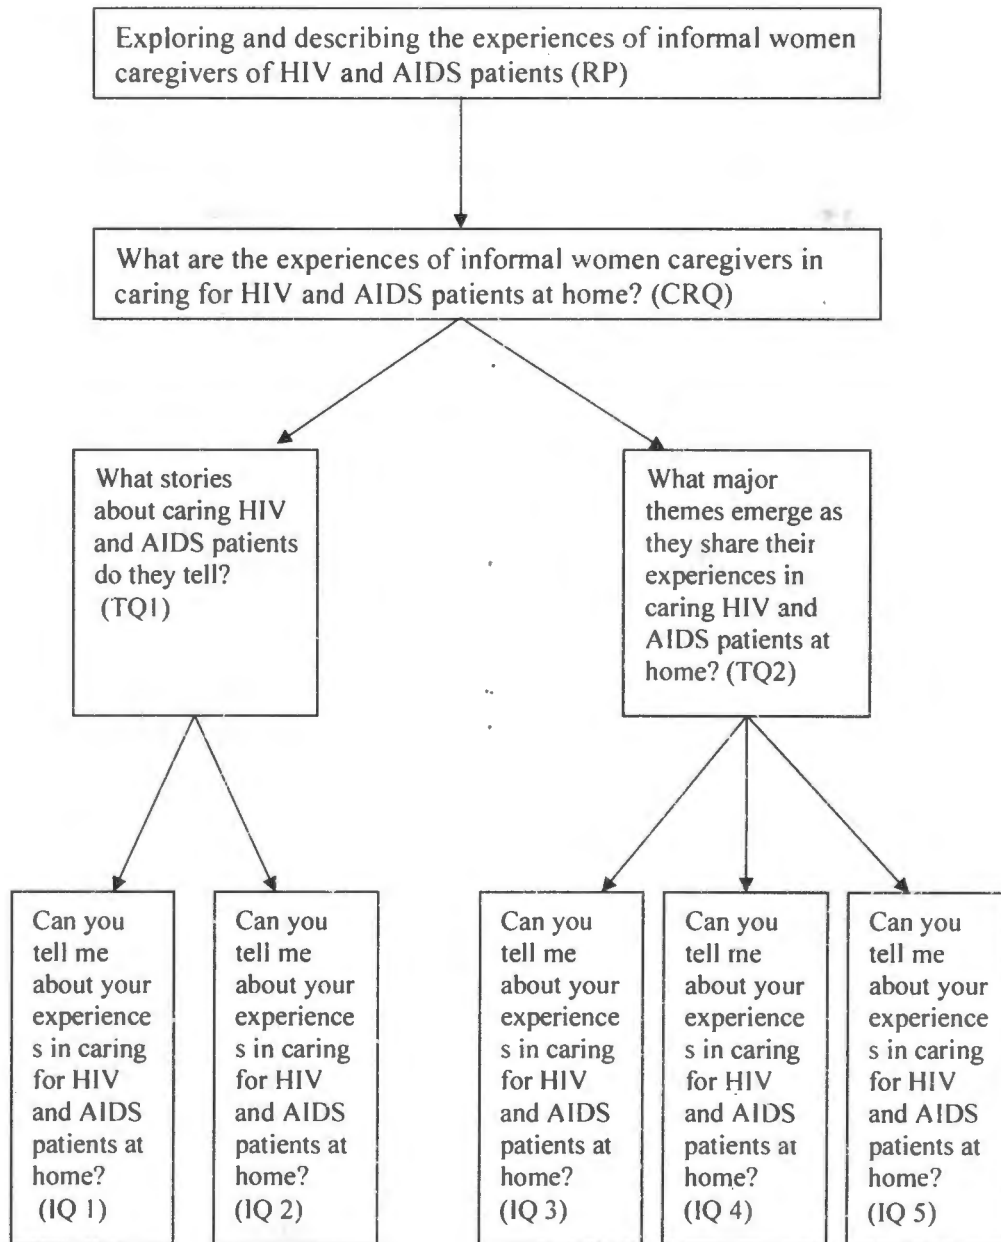 Exploring and describing the experiences of informal women
caregivers of HIV and AIDS patients (RP)
What are the experiences of informal women caregivers in
caring for HIV and AIDS patients at home? (CRQ)
What stories
about caring HIV
and AIDS patients
do they tell?
(TQ1)
What major
themes emerge as
they share their
experiences in
caring HIV and
AIDS patients at
home? (TQ2)
Can you
tell me
about your
experience
s in caring
for HIV
and AIDS
patients at
home?
(IQ 1)
Can you
tell me
about your
experience
s in caring
for HIV
and AIDS
patients at
home?
(IQ 2)
Can you
tell me
about your
experience
s in caring
for HIV
and AIDS
patients at
home?
(IQ 3)
Can you
tell me
about your
experience
s in caring
for HIV
and AIDS
patients at
home?
(IQ 4)
Can you
tell me
about your
experience
s in caring
for HIV
and AIDS
patients at
home?
(IQ 5)